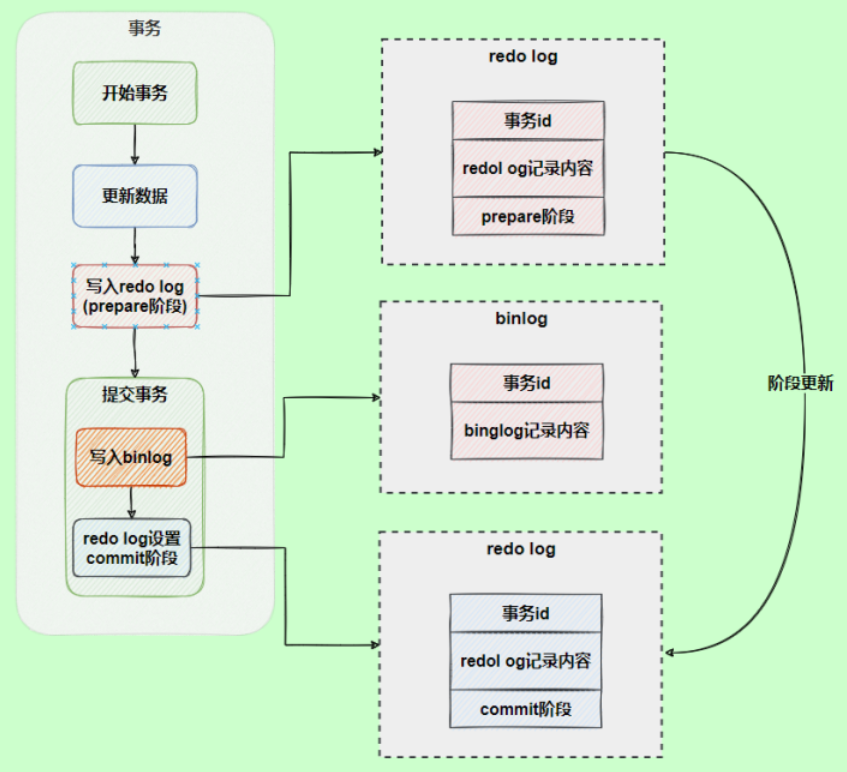 事务
开始事务
更新数据
写入redo log
(prepare阶段)
提交事务
写入binlog
redo log设置
commit阶段
redo log
事务id
redol og记录内容
prepare阶段
binlog
事务id
binglog记录内容
redo log
事务id
redol og记录内容
commit阶段
阶段更新